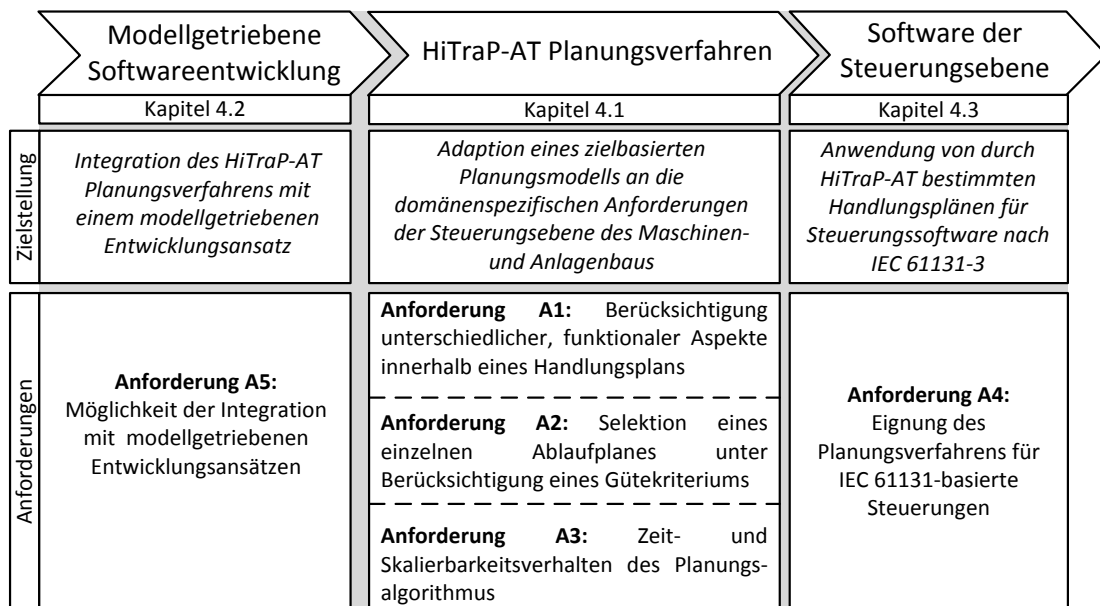 Modellgetriebene
Softwareentwicklung
HiTraP-AT Planungsverfahren
Software der
Steuerungsebene
Kapitel 4.2
Kapitel 4.1
Kapitel 4.3
Zielstellung
Integration des HiTraP-AT
Planungsverfahrens mit
einem modellgetriebenen
Entwicklungsansatz
Adaption eines zielbasierten
Planungsmodells an die
domänenspezifischen Anforderungen
der Steuerungsebene des Maschinen-
und Anlagenbaus
Anwendung von durch
HiTraP-AT bestimmten
Handlungsplänen für
Steuerungssoftware nach
IEC 61131-3
Anforderungen
Anforderung A5:
Möglichkeit der Integration
mit modellgetriebenen
Entwicklungsansätzen
Anforderung A1: Berücksichtigung
unterschiedlicher, funktionaler Aspekte
innerhalb eines Handlungsplans
Anforderung A2: Selektion eines
einzelnen Ablaufplanes unter
Berücksichtigung eines Gütekriteriums
Anforderung A3: Zeit- und
Skalierbarkeitsverhalten des Planungs-
algorithmus
Anforderung A4:
Eignung des
Planungsverfahrens für
IEC 61131-basierte
Steuerungen